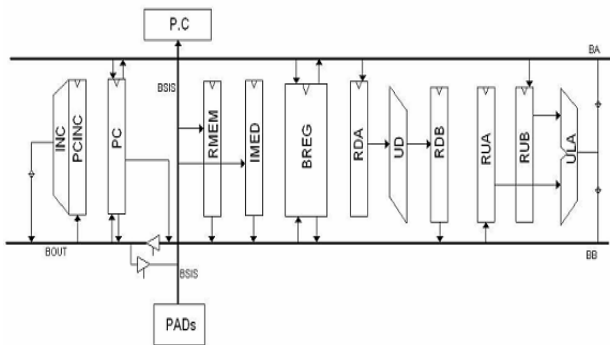 P.C
BA
BSIS
INC
PCINC
PC
RMEM
IMED
BREG
RDA
UD
RDB
RUA
RUB
ULA
BOUT
BSIS
BB
PADs